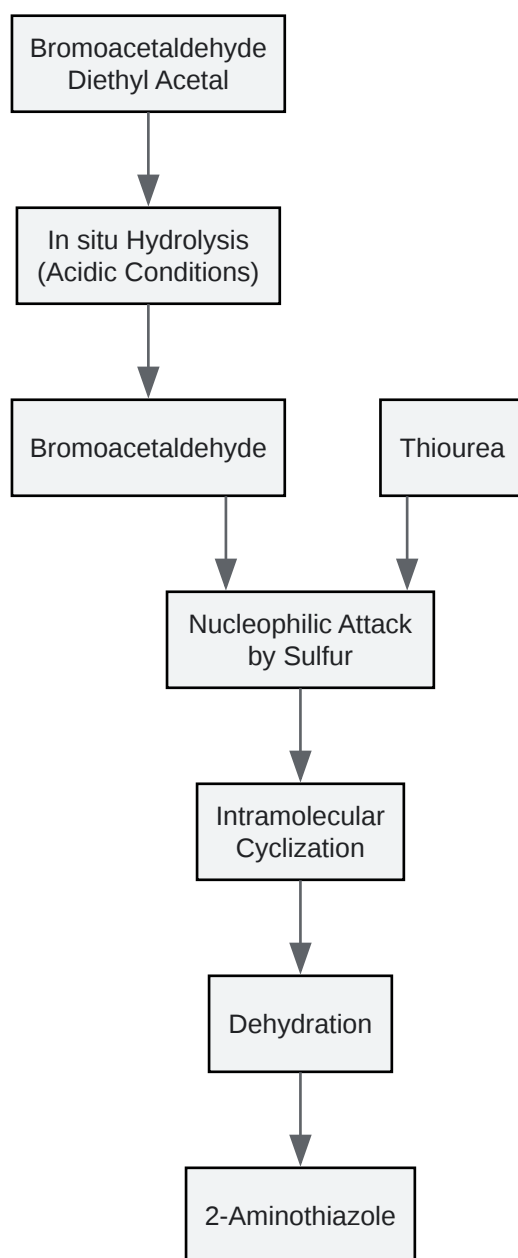 Bromoacetaldehyde
Diethyl Acetal
In situ Hydrolysis
(Acidic Conditions)
Bromoacetaldehyde
Thiourea
Nucleophilic Attack
by Sulfur
Intramolecular
Cyclization
Dehydration
2-Aminothiazole